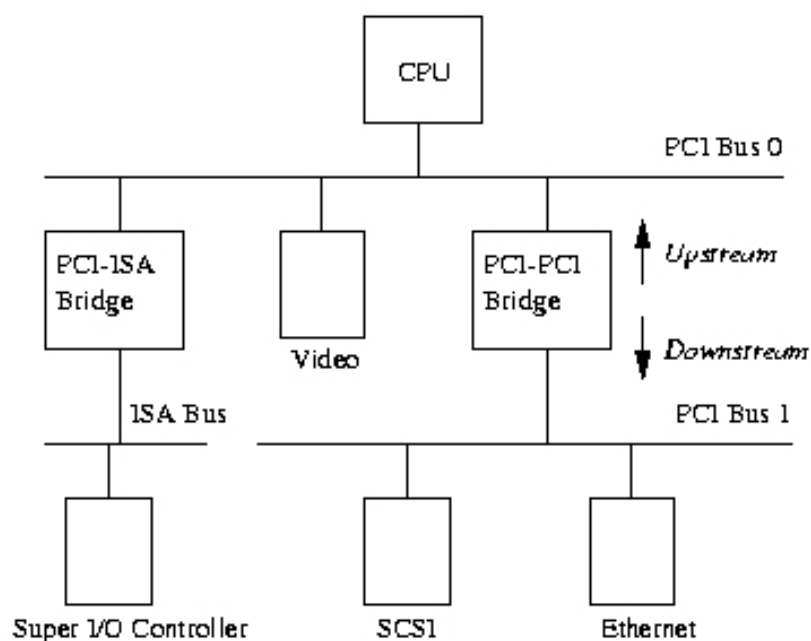 CPU
PCI Bus 0
PCI-ISA
Bridge
PCI-PCI
Bridge
Upstream
Video
Downstream
ISA Bus
PCI Bus 1
Super I/O Controller
SCSI
Ethernet